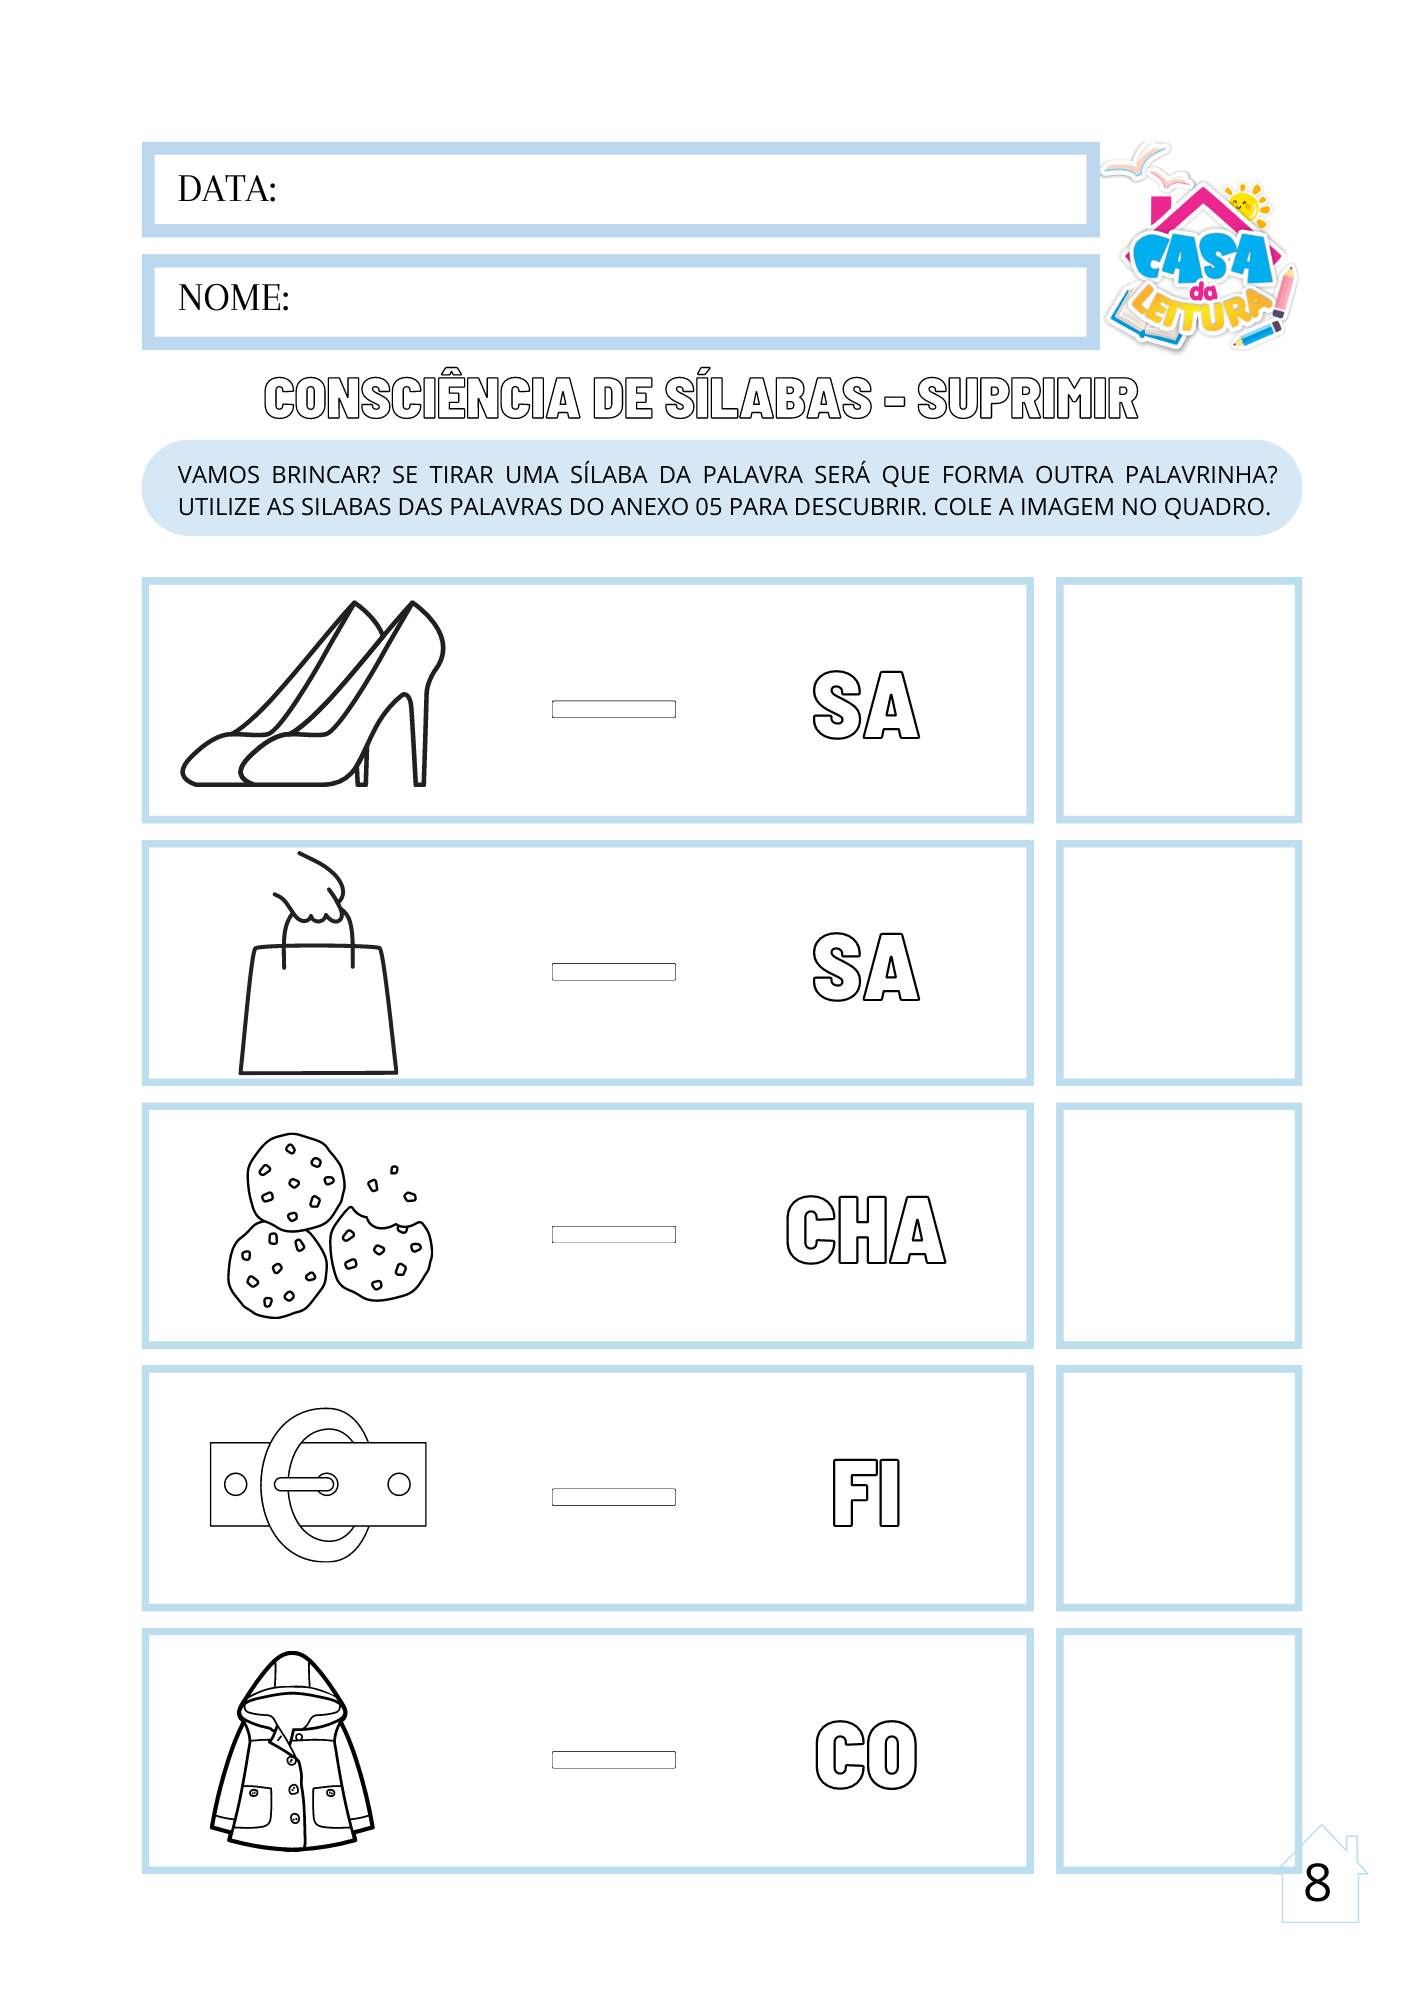 DATA:
NOME:
CASA
da
LEITURA
CONSCIÊNCIA DE SÍLABAS - SUPRIMIR
VAMOS BRINCAR? SE TIRAR UMA SÍLABA DA PALAVRA SERÁ QUE FORMA OUTRA PALAVRINHA?
UTILIZE AS SILABAS DAS PALAVRAS DO ANEXO 05 PARA DESCUBRIR. COLE A IMAGEM NO QUADRO.
SA
SA
CHA
FI
CO
8